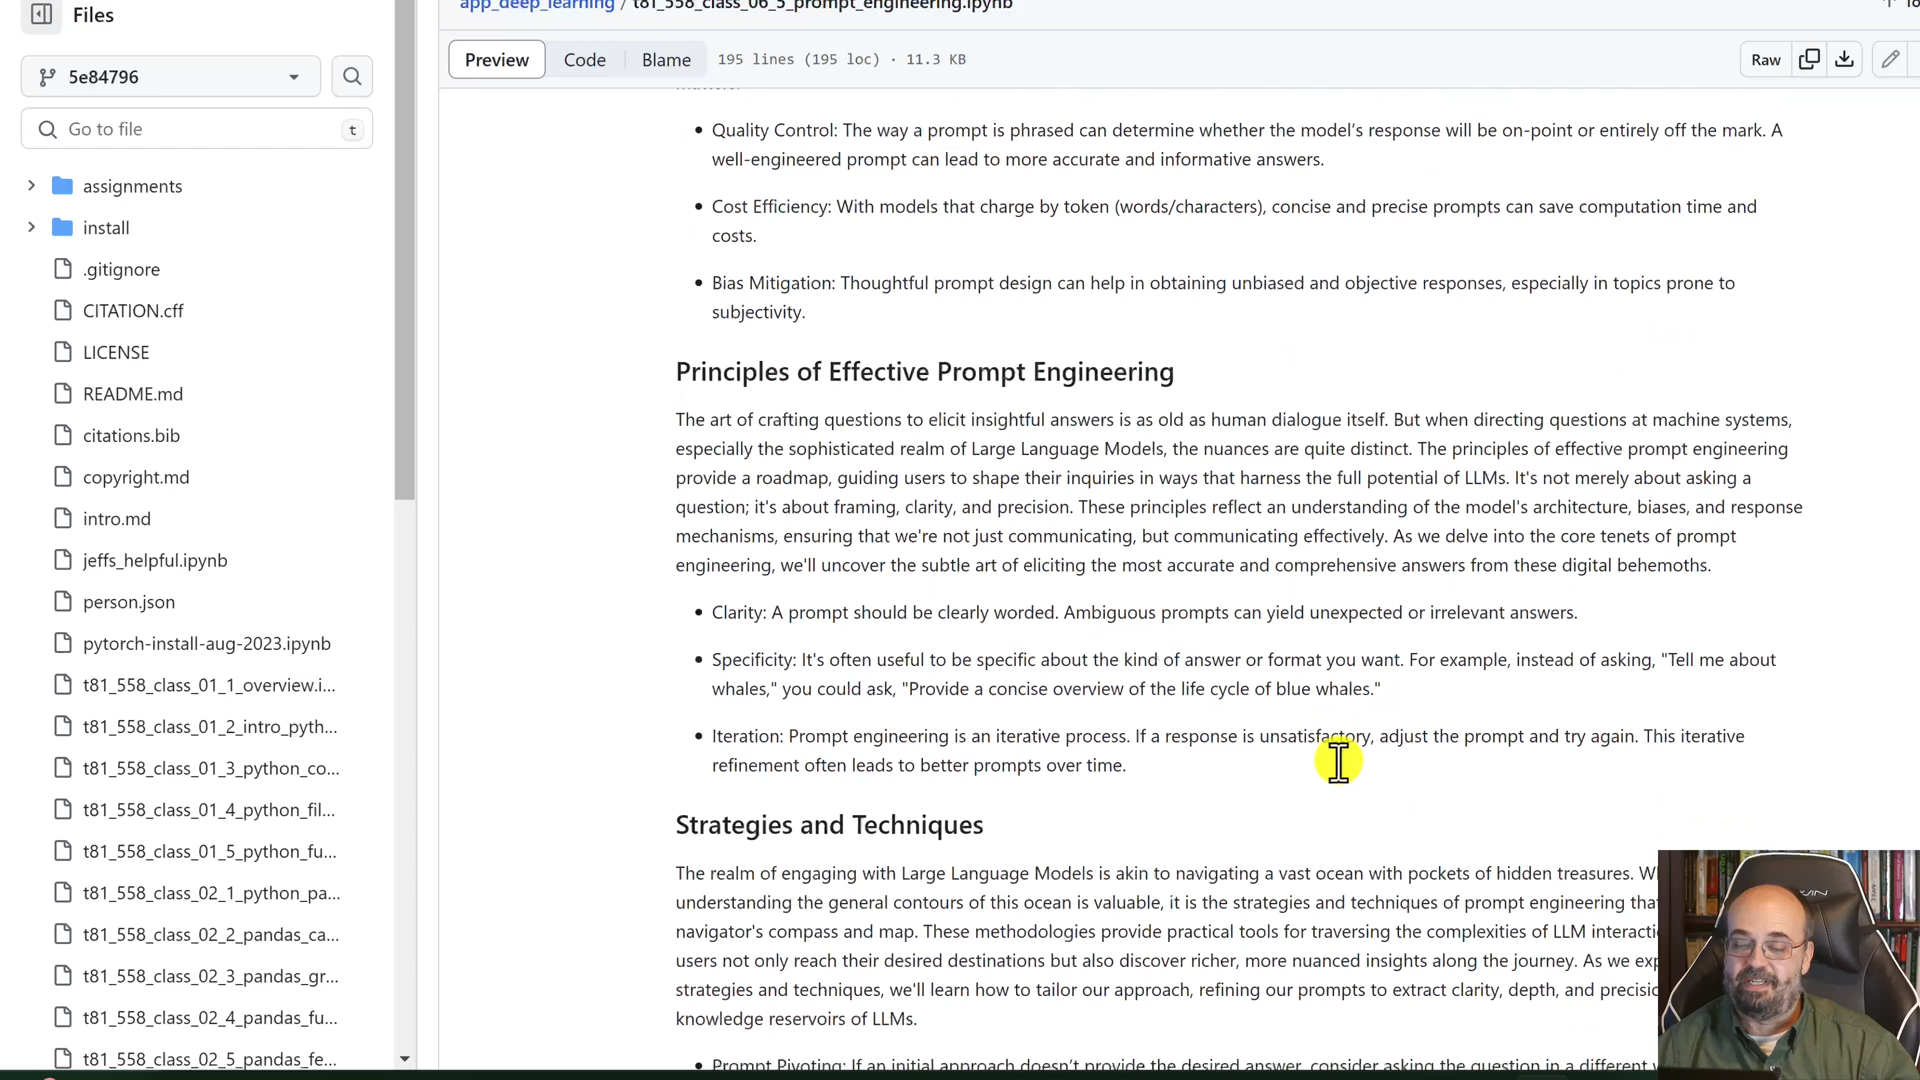 Files
5e84796
Go to file
t
assignments
install
.gitignore
CITATION.cff
LICENSE
README.md
citations.bib
copyright.md
intro.md
jeffs_helpful.ipynb
person.json
pytorch-install-aug-2023.ipynb
t81_558_class_01_1_overview.i...
t81_558_class_01_2_intro_pyth...
t81_558_class_01_3_python_co...
t81_558_class_01_4_python_fil...
t81_558_class_01_5_python_fu...
t81_558_class_02_1_python_pa...
t81_558_class_02_2_pandas_ca...
t81_558_class_02_3_pandas_gr...
t81_558_class_02_4_pandas_fu...
t81_558_class_02_5_pandas_fe...
app_deep_learning / t81_558_class_06_5_prompt_engineering.ipynb
Preview Code Blame 195 lines (195 loc) · 11.3 KB Raw
• Quality Control: The way a prompt is phrased can determine whether the model’s response will be on-point or entirely off the mark. A
well-engineered prompt can lead to more accurate and informative answers.
• Cost Efficiency: With models that charge by token (words/characters), concise and precise prompts can save computation time and
costs.
• Bias Mitigation: Thoughtful prompt design can help in obtaining unbiased and objective responses, especially in topics prone to
subjectivity.
Principles of Effective Prompt Engineering
The art of crafting questions to elicit insightful answers is as old as human dialogue itself. But when directing questions at machine systems,
especially the sophisticated realm of Large Language Models, the nuances are quite distinct. The principles of effective prompt engineering
provide a roadmap, guiding users to shape their inquiries in ways that harness the full potential of LLMs. It's not merely about asking a
question; it's about framing, clarity, and precision. These principles reflect an understanding of the model's architecture, biases, and response
mechanisms, ensuring that we're not just communicating, but communicating effectively. As we delve into the core tenets of prompt
engineering, we'll uncover the subtle art of eliciting the most accurate and comprehensive answers from these digital behemoths.
• Clarity: A prompt should be clearly worded. Ambiguous prompts can yield unexpected or irrelevant answers.
• Specificity: It's often useful to be specific about the kind of answer or format you want. For example, instead of asking, "Tell me about
whales," you could ask, "Provide a concise overview of the life cycle of blue whales."
• Iteration: Prompt engineering is an iterative process. If a response is unsatisfactory, adjust the prompt and try again. This iterative
refinement often leads to better prompts over time.
Strategies and Techniques
The realm of engaging with Large Language Models is akin to navigating a vast ocean with pockets of hidden treasures.
understanding the general contours of this ocean is valuable, it is the strategies and techniques of prompt engineering
navigator's compass and map. These methodologies provide practical tools for traversing the complexities of LLM
users not only reach their desired destinations but also discover richer, more nuanced insights along the journey. As we
strategies and techniques, we'll learn how to tailor our approach, refining our prompts to extract clarity, depth, and
knowledge reservoirs of LLMs.
• Prompt Pivoting: If an initial approach doesn’t provide the desired answer, consider asking the question in a different